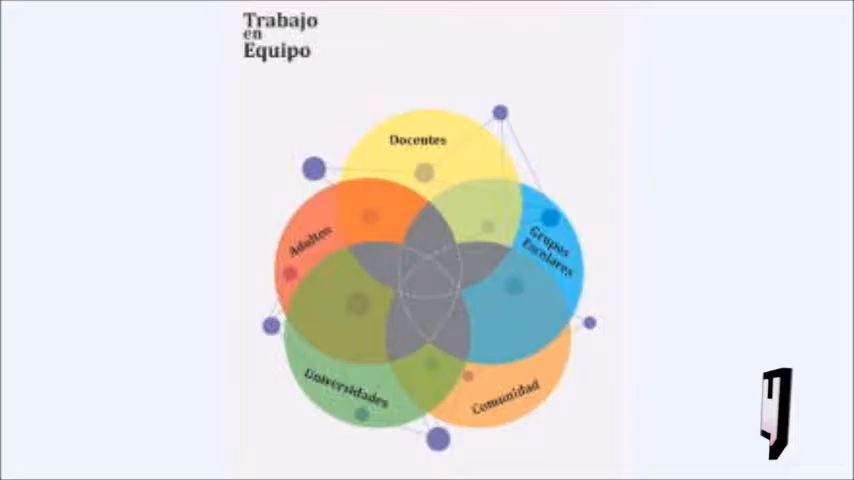 Trabajo
en
Equipo
Docentes
Adultos
Grupos
Escolares
Universidades
Comunidad